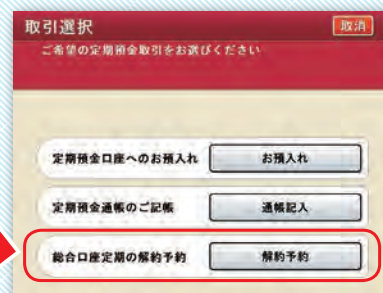 取引選択
取消
ご希望の定期預金取引をお選びください
定期預金口座へのお預入れ お預入れ
定期預金通帳のご記帳 通帳記入
総合口座定期の解約予約 解約予約